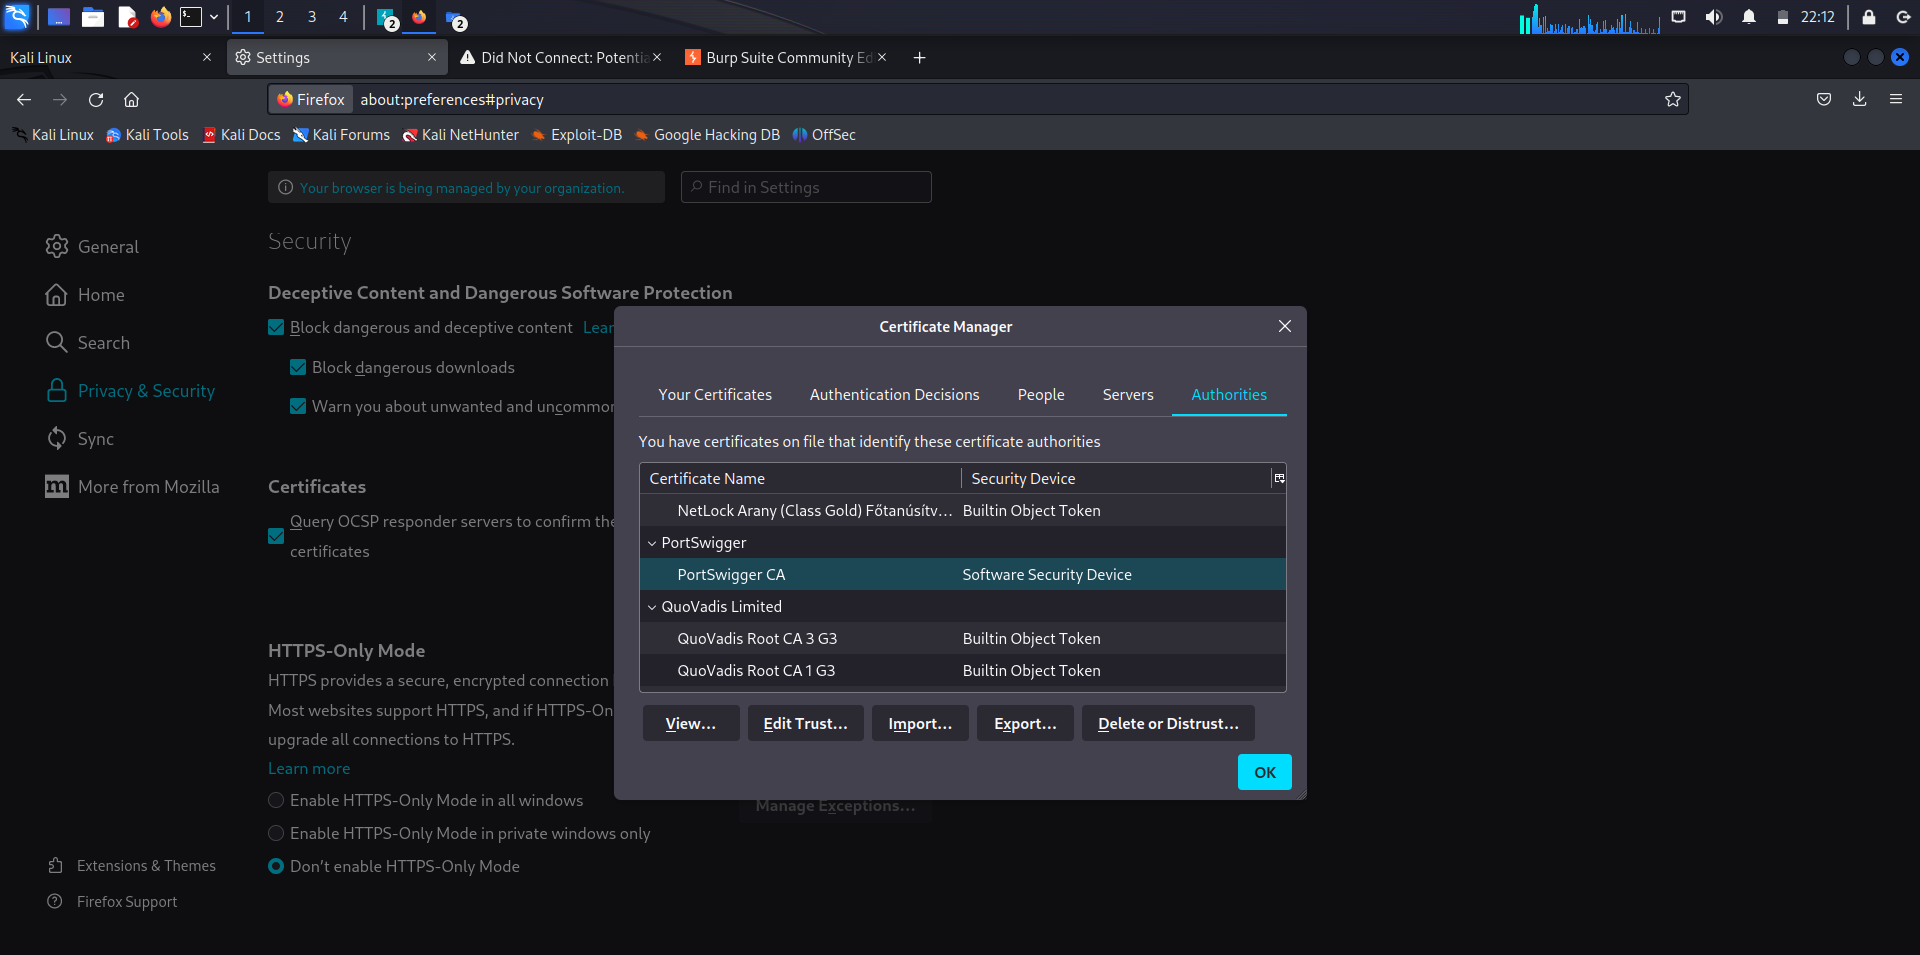 1 2 3 4 2 2 22:12
Kali Linux
Settings
Did Not Connect: Potentia
Burp Suite Community Ed
Firefox about:preferences#privacy
Kali Linux Kali Tools Kali Docs Kali Forums Kali NetHunter Exploit-DB Google Hacking DB OffSec
Your browser is being managed by your organization.
Find in Settings
General
Home
Search
Privacy & Security
Sync
More from Mozilla
Extensions & Themes
Firefox Support
Security
Deceptive Content and Dangerous Software Protection
Block dangerous and deceptive content Lear
Block dangerous downloads
Warn you about unwanted and uncommon
Certificates
Query OCSP responder servers to confirm the
certificates
HTTPS-Only Mode
HTTPS provides a secure, encrypted connection
Most websites support HTTPS, and if HTTPS-On
upgrade all connections to HTTPS.
Learn more
Enable HTTPS-Only Mode in all windows
Enable HTTPS-Only Mode in private windows only
Don't enable HTTPS-Only Mode
Manage Exceptions...
Certificate Manager
Your Certificates Authentication Decisions People Servers Authorities
You have certificates on file that identify these certificate authorities
Certificate Name Security Device
NetLock Arany (Class Gold) Főtanúsítv... Builtin Object Token
PortSwigger
PortSwigger CA Software Security Device
QuoVadis Limited
QuoVadis Root CA 3 G3 Builtin Object Token
QuoVadis Root CA 1 G3 Builtin Object Token
View... Edit Trust... Import... Export... Delete or Distrust...
OK